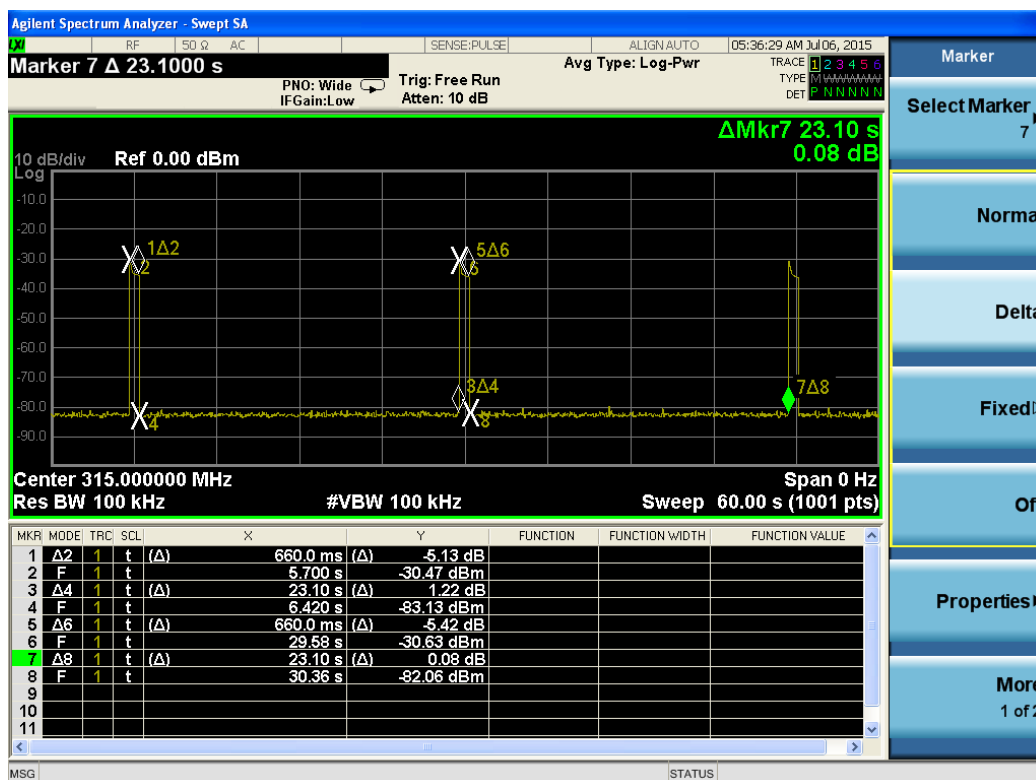 Agilent Spectrum Analyzer - Swept SA
LXI RF 50 Ω AC SENSE:PULSE ALIGN AUTO 05:36:29 AM Jul 06, 2015
Marker 7 Δ 23.1000 s
PNO: Wide
IFGain:Low
Trig: Free Run
Atten: 10 dB
Avg Type: Log-Pwr
TRACE 1 2 3 4 5 6
TYPE M
DET P N N N N N
ΔMkr7 23.10 s
0.08 dB
10 dB/div Ref 0.00 dBm
Log
-10.0
-20.0
-30.0
-40.0
-50.0
-60.0
-70.0
-80.0
-90.0
1Δ2
2
5Δ6
6
3Δ4
4
7Δ8
8
Center 315.000000 MHz Span 0 Hz
Res BW 100 kHz #VBW 100 kHz Sweep 60.00 s (1001 pts)
MKR MODE TRC SCL X Y FUNCTION FUNCTION WIDTH FUNCTION VALUE
1 Δ2 1 t (Δ) 660.0 ms (Δ) -5.13 dB
2 F 1 t 5.700 s -30.47 dBm
3 Δ4 1 t (Δ) 23.10 s (Δ) 1.22 dB
4 F 1 t 6.420 s -83.13 dBm
5 Δ6 1 t (Δ) 660.0 ms (Δ) -5.42 dB
6 F 1 t 29.58 s -30.63 dBm
7 Δ8 1 t (Δ) 23.10 s (Δ) 0.08 dB
8 F 1 t 30.36 s -82.06 dBm
9
10
11
MSG STATUS
Marker
Select Marker
7
Norma
Delta
Fixed
Of
Properties
More
1 of 2